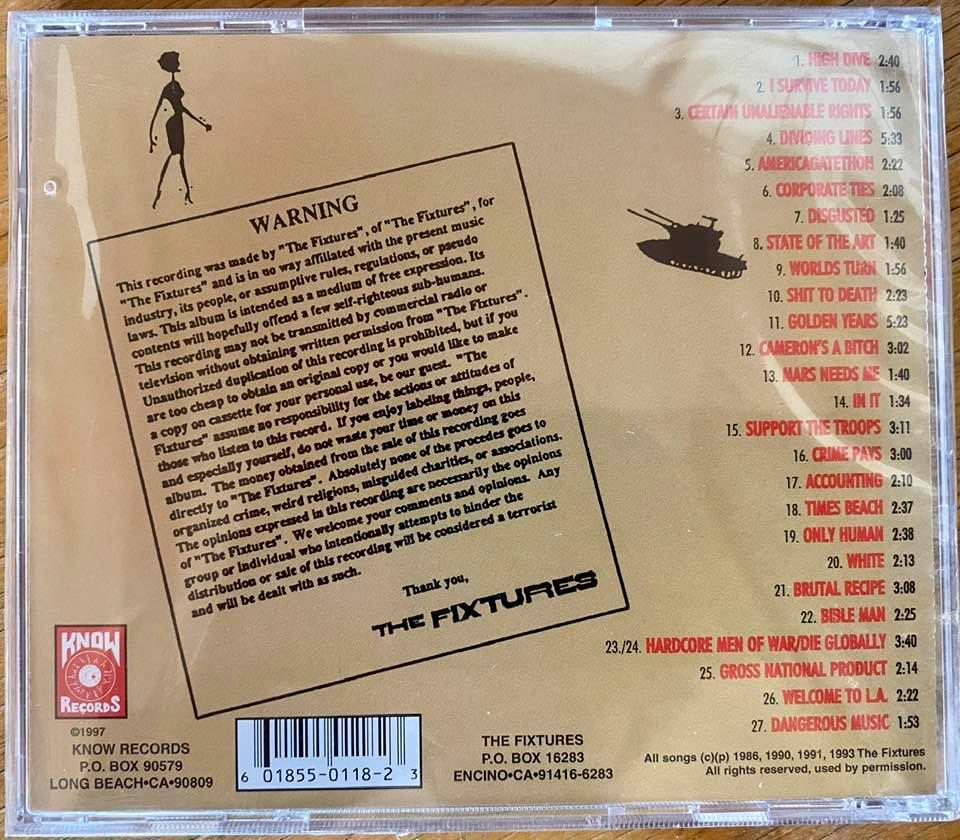 1. HIGH DIVE 2:40
2. I SURVIVE TODAY 1:56
3. CERTAIN UNALIENABLE RIGHTS 1:56
4. DIVIDING LINES 5:33
5. AMERICAGATETHON 2:22
6. CORPORATE TIES 2:08
7. DISGUSTED 1:25
8. STATE OF THE ART 1:40
9. WORLDS TURN 1:56
10. SHIT TO DEATH 2:23
11. GOLDEN YEARS 5:23
12. CAMERON'S A BITCH 3:02
13. MARS NEEDS ME 1:40
14. IN IT 1:34
15. SUPPORT THE TROOPS 3:11
16. CRIME PAYS 3:00
17. ACCOUNTING 2:10
18. TIMES BEACH 2:37
19. ONLY HUMAN 2:38
20. WHITE 2:13
21. BRUTAL RECIPE 3:08
22. BIBLE MAN 2:25
23./24. HARDCORE MEN OF WAR/DIE GLOBALLY 3:40
25. GROSS NATIONAL PRODUCT 2:14
26. WELCOME TO L.A. 2:22
27. DANGEROUS MUSIC 1:53
WARNING
This recording was made by "The Fixtures", of "The Fixtures", for
"The Fixtures" and is in no way affiliated with the present music
industry, its people, or assumptive rules, regulations, or pseudo
laws. This album is intended as a medium of free expression. Its
contents will hopefully offend a few self-righteous sub-humans.
This recording may not be transmitted by commercial radio or
television without obtaining written permission from "The Fixtures".
Unauthorized duplication of this recording is prohibited, but if you
are too cheap to obtain an original copy or you would like to make
a copy on cassette for your personal use, be our guest. "The
Fixtures" assume no responsibility for the actions or attitudes of
those who listen to this record. If you enjoy labeling things, people,
and especially yourself, do not waste your time or money on this
album. The money obtained from the sale of this recording goes
directly to "The Fixtures". Absolutely none of the procedes goes to
organized crime, weird religions, misguided charities, or associations.
The opinions expressed in this recording are necessarily the opinions
of "The Fixtures". We welcome your comments and opinions. Any
group or individual who intentionally attempts to hinder the
distribution or sale of this recording will be considered a terrorist
and will be dealt with as such.
Thank you,
THE FIXTURES
KNOW
RECORDS
©1997
KNOW RECORDS
P.O. BOX 90579
LONG BEACH•CA•90809
6 01855-0118-2 3
THE FIXTURES
P.O. BOX 16283
ENCINO•CA•91416-6283
All songs (c)(p) 1986, 1990, 1991, 1993 The Fixtures
All rights reserved, used by permission.